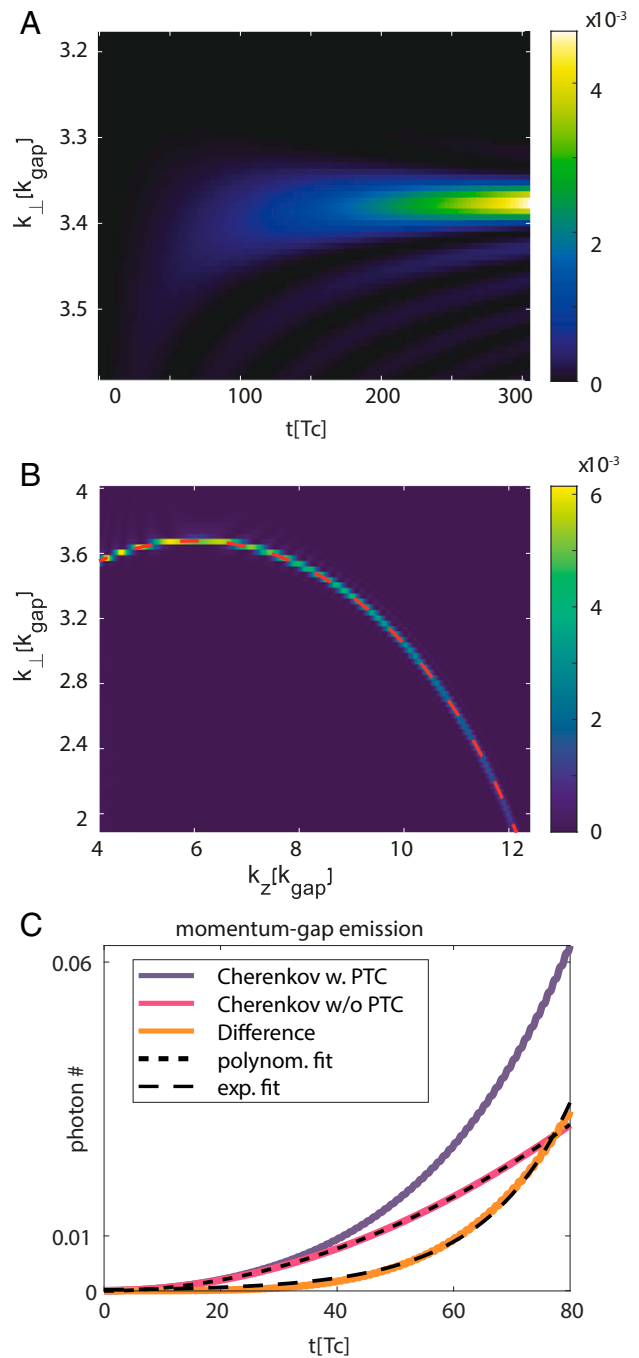 A
x10-3
3.2
3.3
3.4
3.5
k⊥[kgap]
4
2
0
0
100
200
300
t[Tc]
B
x10-3
4
3.6
3.2
2.8
2.4
2
k⊥[kgap]
6
4
2
0
4
6
8
10
12
kz[kgap]
C
momentum-gap emission
0.06
0.01
0
photon #
Cherenkov w. PTC
Cherenkov w/o PTC
Difference
polynom. fit
exp. fit
0
20
40
60
80
t[Tc]